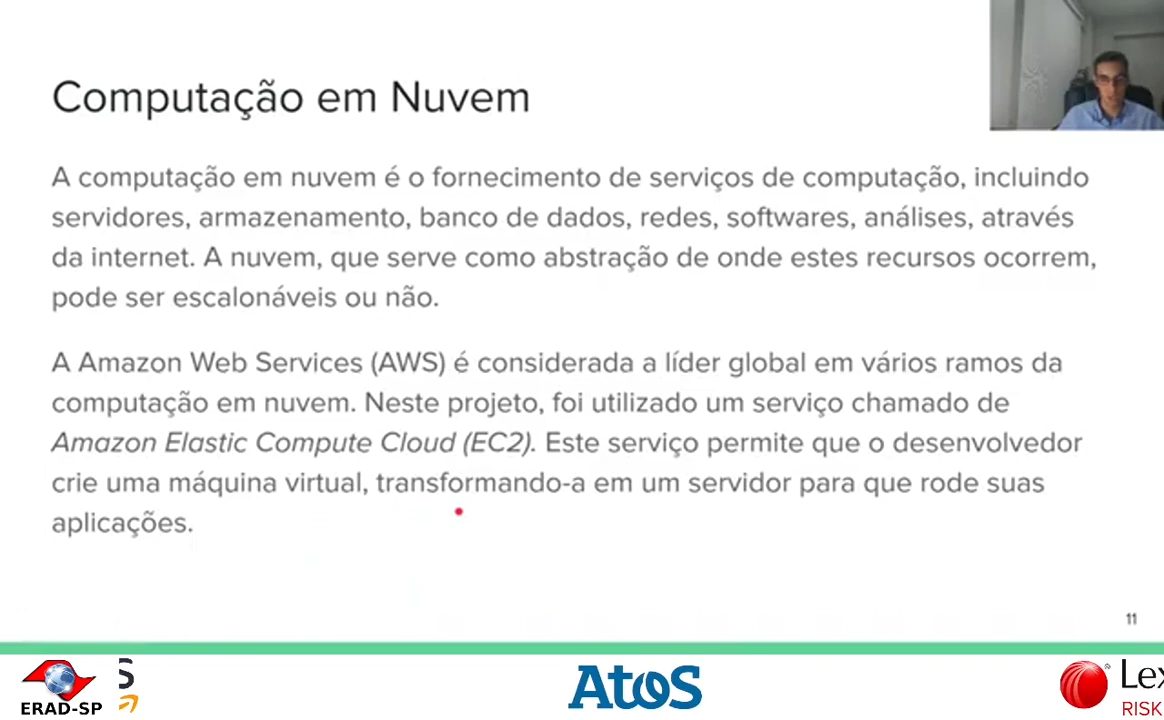 Computação em Nuvem
A computação em nuvem é o fornecimento de serviços de computação, incluindo
servidores, armazenamento, banco de dados, redes, softwares, análises, através
da internet. A nuvem, que serve como abstração de onde estes recursos ocorrem,
pode ser escalonáveis ou não.
A Amazon Web Services (AWS) é considerada a líder global em vários ramos da
computação em nuvem. Neste projeto, foi utilizado um serviço chamado de
Amazon Elastic Compute Cloud (EC2). Este serviço permite que o desenvolvedor
crie uma máquina virtual, transformando-a em um servidor para que rode suas
aplicações.
11
ERAD-SP
S
Atos
Lex
RISK